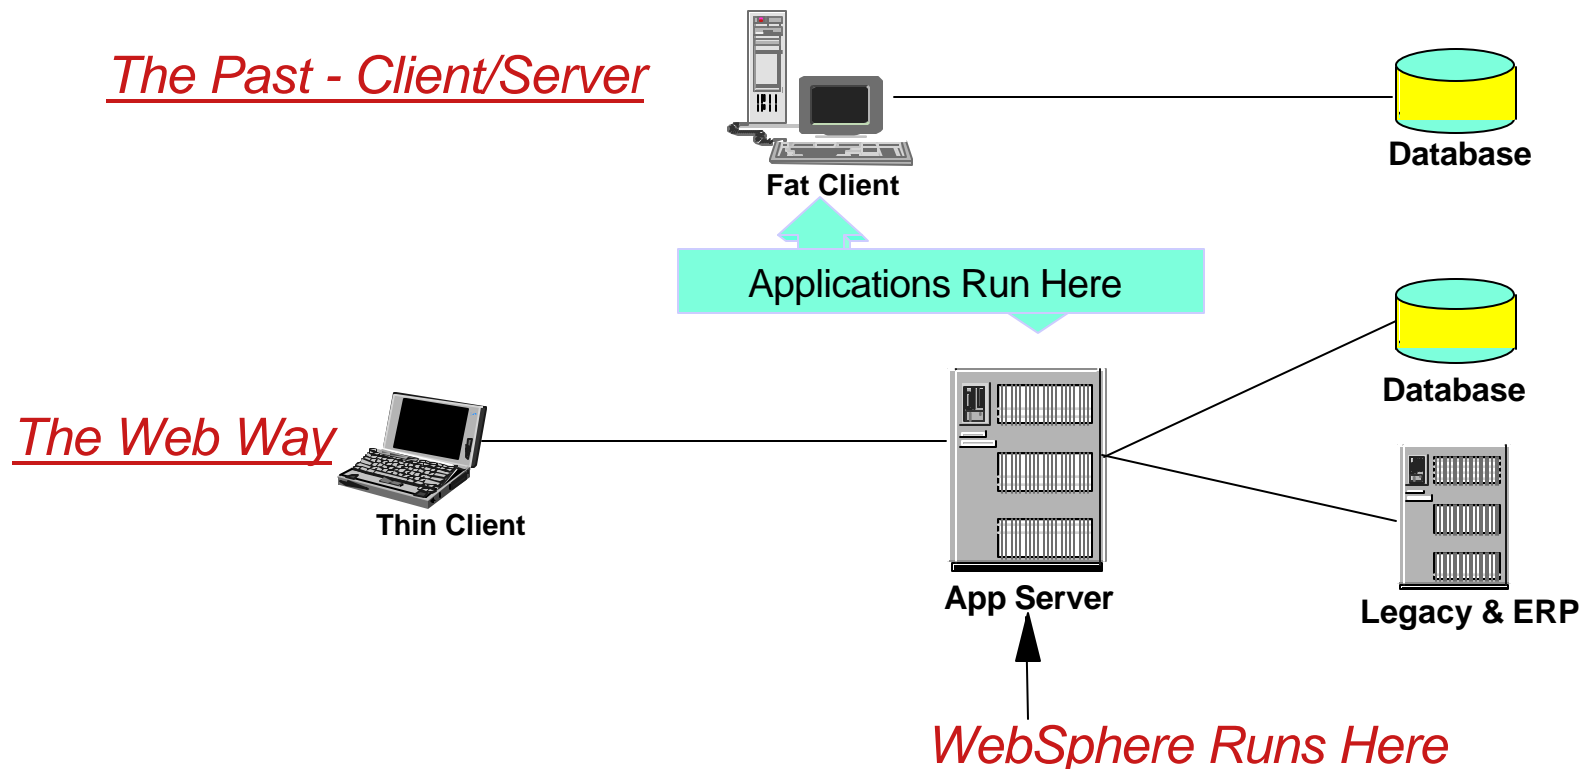 The Past - Client/Server
Fat Client
Database
Applications Run Here
Database
The Web Way
Thin Client
App Server
Legacy & ERP
WebSphere Runs Here